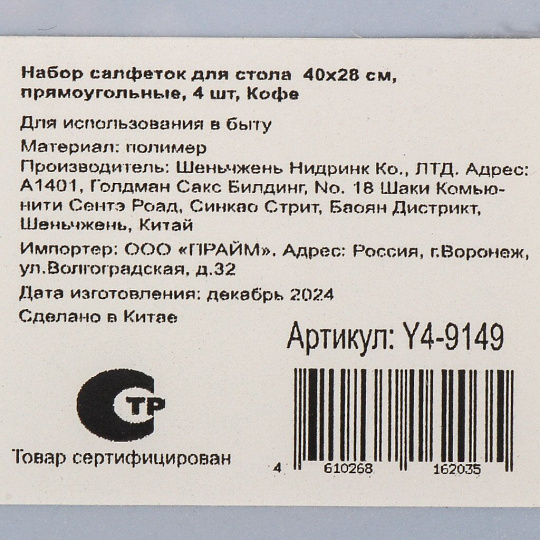 Набор салфеток для стола 40х28 см,
прямоугольные, 4 шт, Кофе
Для использования в быту
Материал: полимер
Производитель: Шеньчжень Нидринк Ко., ЛТД. Адрес:
А1401, Голдман Сакс Билдинг, No. 18 Шаки Комью-
нити Сентэ Роад, Синкао Стрит, Баоян Дистрикт,
Шеньчжень, Китай
Импортер: ООО «ПРАЙМ». Адрес: Россия, г.Воронеж,
ул.Волгоградская, д.32
Дата изготовления: декабрь 2024
Сделано в Китае
Артикул: Y4-9149
СТР
Товар сертифицирован
4 610268 162035